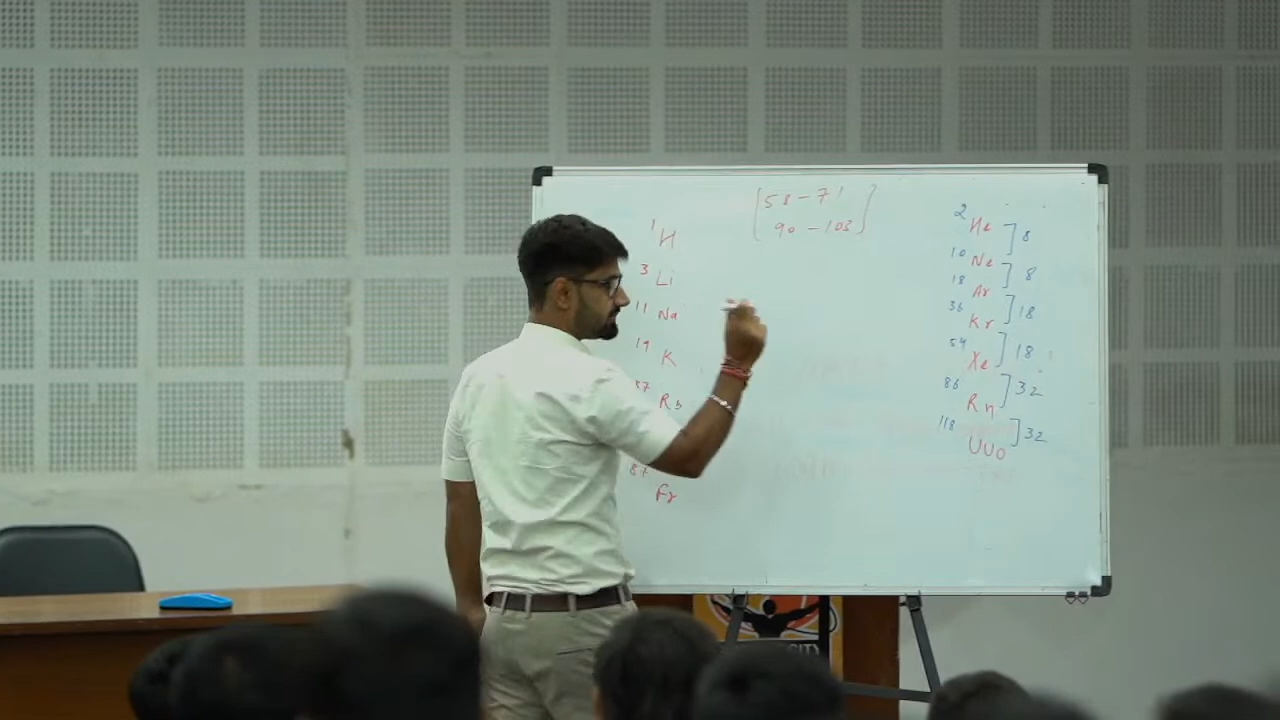 [58-71
90-103]
1 H
3 Li
11 Na
19 K
37 Rb
87 Fr
2 He
] 8
10 Ne
] 8
18 Ar
] 18
36 Kr
] 18
54 Xe
] 32
86 Rn
] 32
118 UUO